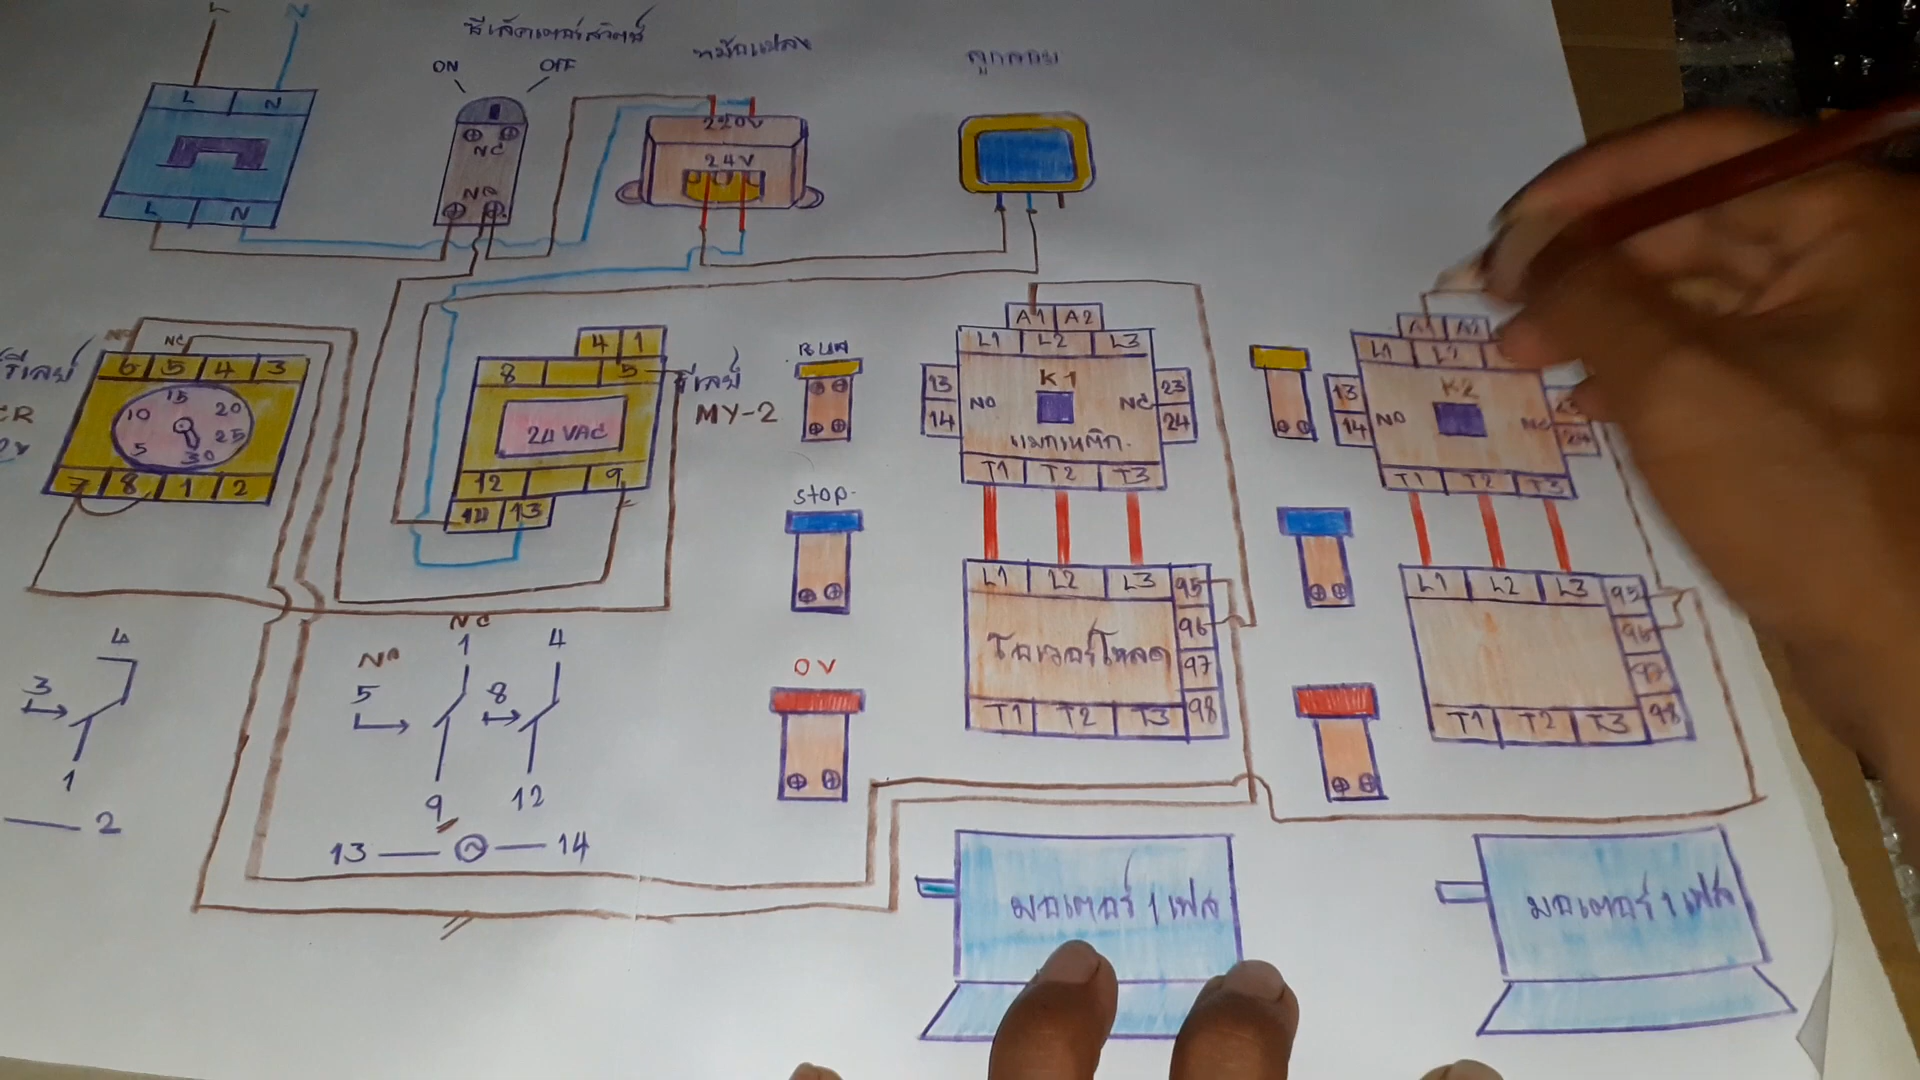 L N
ซีเล็คเตอร์สวิตช์
ON OFF
หม้อแปลง
ลูกลอย
L N
NC
NO
L N
220V
24V
รีเลย์
NC
6 5 4 3
15
10 20
5 25
30
7 8 1 2
4 1
8 5
24 VAC
12 9
14 13
รีเลย์
MY-2
RUN
STOP
OV
A1 A2
L1 L2 L3
13 K1 23
14 NO NC 24
แมกเนติก
T1 T2 T3
L1 L2 L3 95
96
โอเวอร์โหลด
97
T1 T2 T3 98
A1 A2
L1 L2
13 K2
14 NO NC 24
T1 T2 T3
L1 L2 L3 95
96
97
T1 T2 T3 98
4
3
1
2
NC
NO 1 4
5 8
9 12
13 14
มอเตอร์ 1 เฟส
มอเตอร์ 1 เฟส